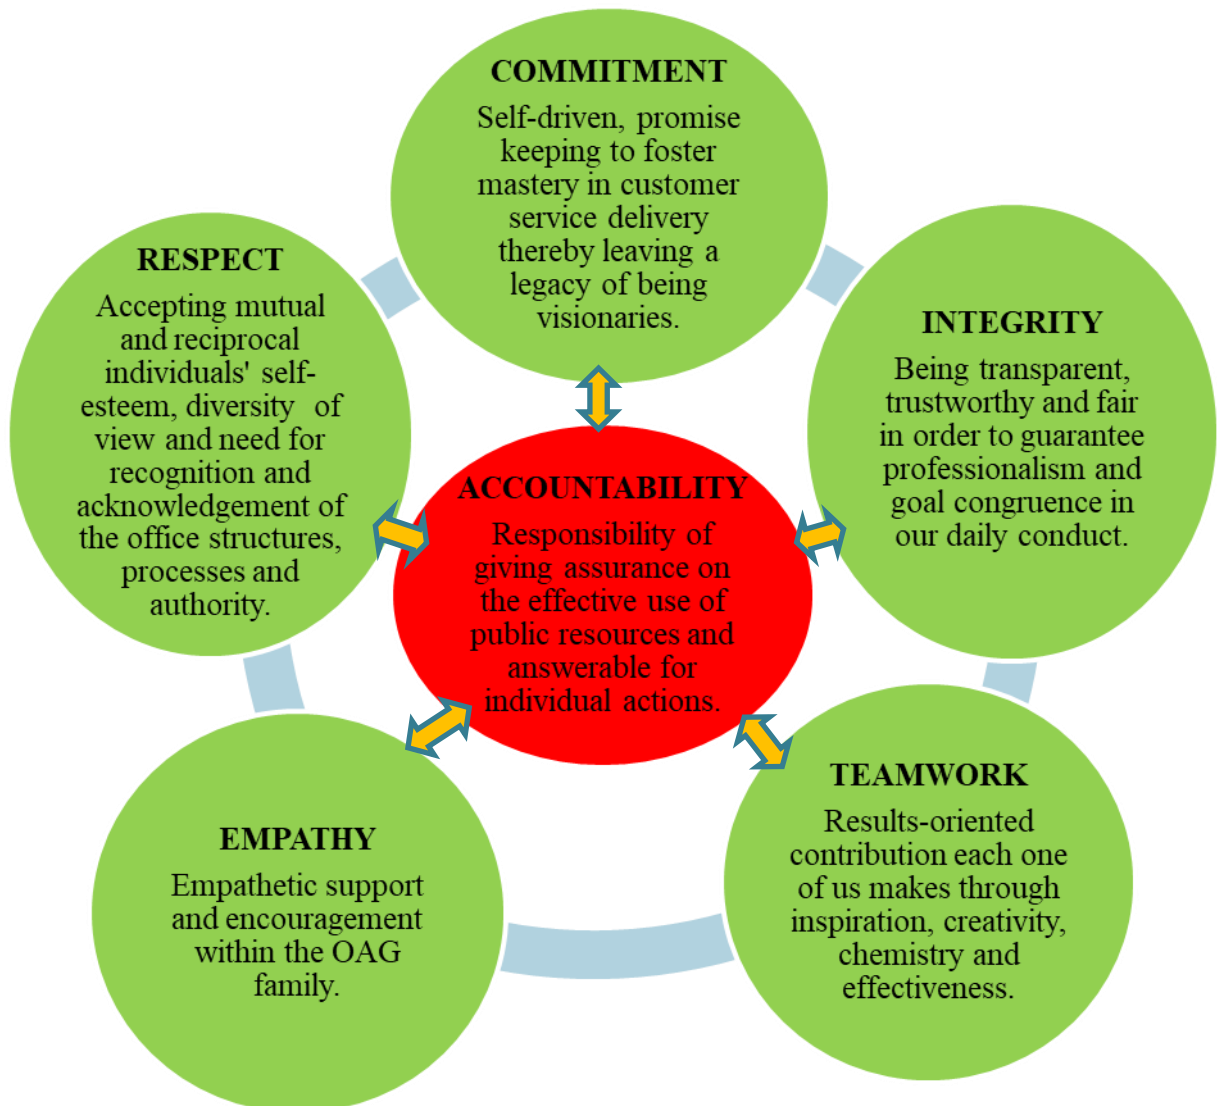 COMMITMENT
Self-driven, promise
keeping to foster
mastery in customer
service delivery
thereby leaving a
legacy of being
visionaries.
RESPECT
Accepting mutual
and reciprocal
individuals' self-
esteem, diversity of
view and need for
recognition and
acknowledgement of
the office structures,
processes and
authority.
INTEGRITY
Being transparent,
trustworthy and fair
in order to guarantee
professionalism and
goal congruence in
our daily conduct.
ACCOUNTABILITY
Responsibility of
giving assurance on
the effective use of
public resources and
answerable for
individual actions.
EMPATHY
Empathetic support
and encouragement
within the OAG
family.
TEAMWORK
Results-oriented
contribution each one
of us makes through
inspiration, creativity,
chemistry and
effectiveness.